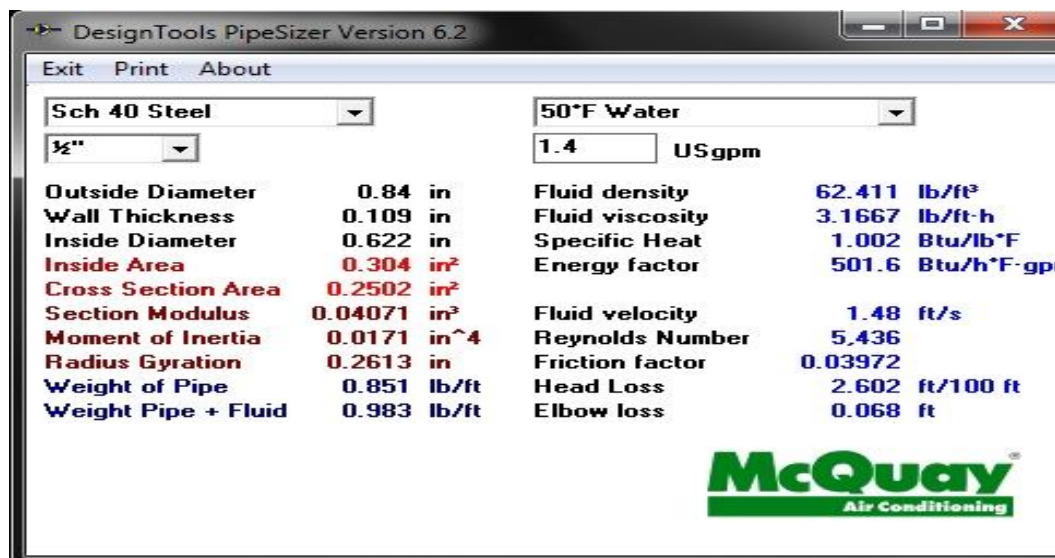 DesignTools PipeSizer Version 6.2
Exit Print About
Sch 40 Steel
½"
Outside Diameter 0.84 in
Wall Thickness 0.109 in
Inside Diameter 0.622 in
Inside Area 0.304 in²
Cross Section Area 0.2502 in²
Section Modulus 0.04071 in³
Moment of Inertia 0.0171 in^4
Radius Gyration 0.2613 in
Weight of Pipe 0.851 lb/ft
Weight Pipe + Fluid 0.983 lb/ft
50°F Water
1.4 USgpm
Fluid density 62.411 lb/ft³
Fluid viscosity 3.1667 lb/ft·h
Specific Heat 1.002 Btu/lb°F
Energy factor 501.6 Btu/h°F·gp
Fluid velocity 1.48 ft/s
Reynolds Number 5,436
Friction factor 0.03972
Head Loss 2.602 ft/100 ft
Elbow loss 0.068 ft
McQuay®
Air Conditioning